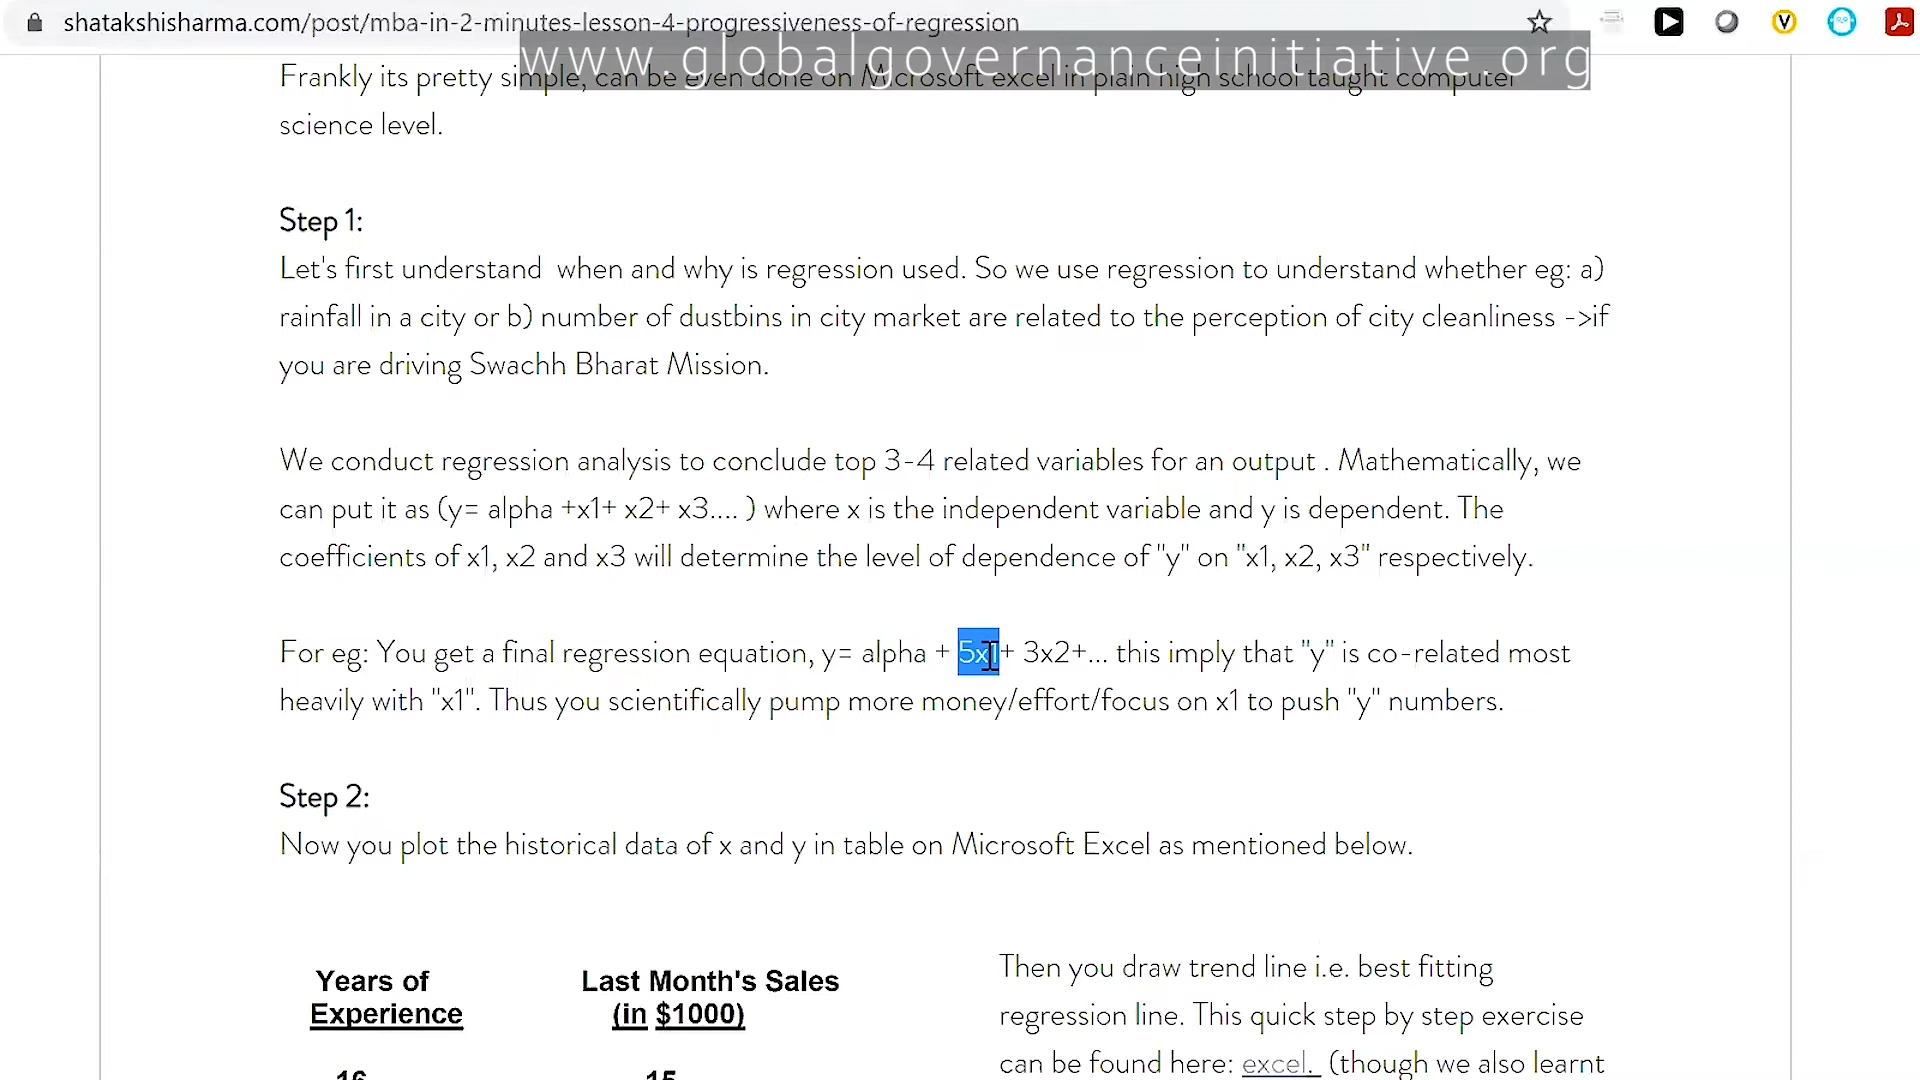 shatakshisharma.com/post/mba-in-2-minutes-lesson-4-progressiveness-of-regression
www.globalgovernanceinitiative.org
Frankly its pretty simple, can be even done on Microsoft excel in plain high school taught computer
science level.
Step 1:
Let's first understand when and why is regression used. So we use regression to understand whether eg: a)
rainfall in a city or b) number of dustbins in city market are related to the perception of city cleanliness ->if
you are driving Swachh Bharat Mission.
We conduct regression analysis to conclude top 3-4 related variables for an output . Mathematically, we
can put it as (y= alpha +x1+ x2+ x3.... ) where x is the independent variable and y is dependent. The
coefficients of x1, x2 and x3 will determine the level of dependence of "y" on "x1, x2, x3" respectively.
For eg: You get a final regression equation, y= alpha + 5x1+ 3x2+... this imply that "y" is co-related most
heavily with "x1". Thus you scientifically pump more money/effort/focus on x1 to push "y" numbers.
Step 2:
Now you plot the historical data of x and y in table on Microsoft Excel as mentioned below.
Years of Last Month's Sales
Experience (in $1000)
16 15
Then you draw trend line i.e. best fitting
regression line. This quick step by step exercise
can be found here: excel. (though we also learnt